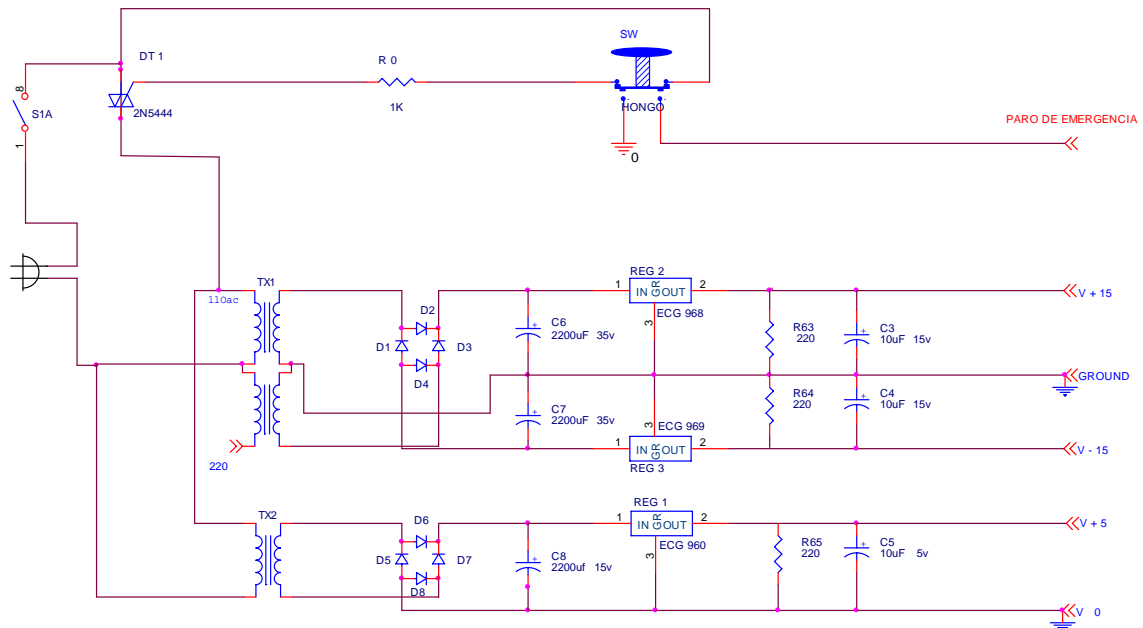 SW
DT 1
R 0
1K
8
S1A
2N5444
HONGO
PARO DE EMERGENCIA
1
0
TX1
REG 2
110ac
1
IN
GR
OUT
2
V + 15
D2
ECG 968
C6
2200uF 35v
3
R63
220
C3
10uF 15v
D1
D3
D4
GROUND
R64
220
C4
10uF 15v
C7
2200uF 35v
3
ECG 969
1
IN
GR
OUT
2
V - 15
220
REG 3
TX2
REG 1
D6
1
IN
GR
OUT
2
V + 5
ECG 960
D5
D7
C8
2200uf 15v
3
R65
220
C5
10uF 5v
D8
V 0